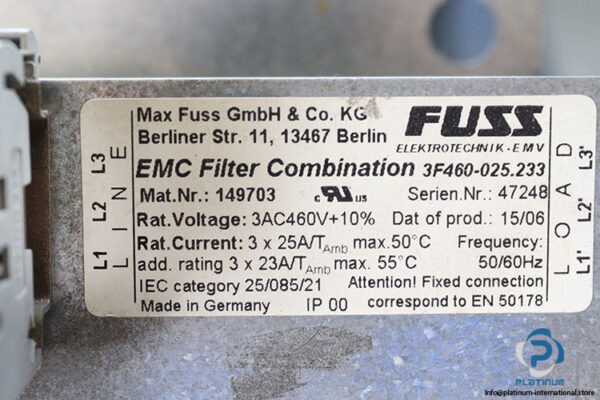 Max Fuss GmbH & Co. KG
Berliner Str. 11, 13467 Berlin
FUSS
ELEKTROTECHNIK-EMV
EMC Filter Combination 3F460-025.233
Mat.Nr.: 149703 c RU us Serien.Nr.: 47248
Rat.Voltage: 3AC460V+10% Dat of prod.: 15/06
Rat.Current: 3 x 25A/TAmb max.50°C Frequency:
add. rating 3 x 23A/TAmb max. 55°C 50/60Hz
IEC category 25/085/21 Attention! Fixed connection
Made in Germany IP 00 correspond to EN 50178
L1 L2 L3
LINE
LOAD
L1' L2' L3'
PLATINUM
info@platinum-international.store